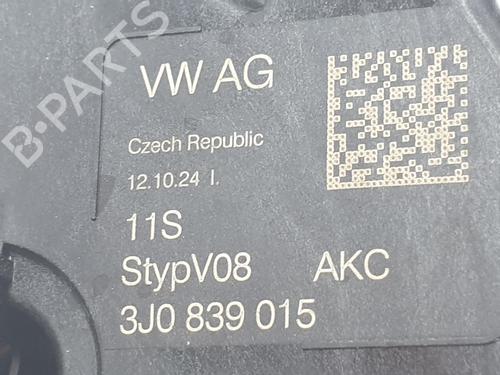 B-PARTS
VW AG
Czech Republic
12.10.24 I.
11S
StypV08 AKC
3J0 839 015